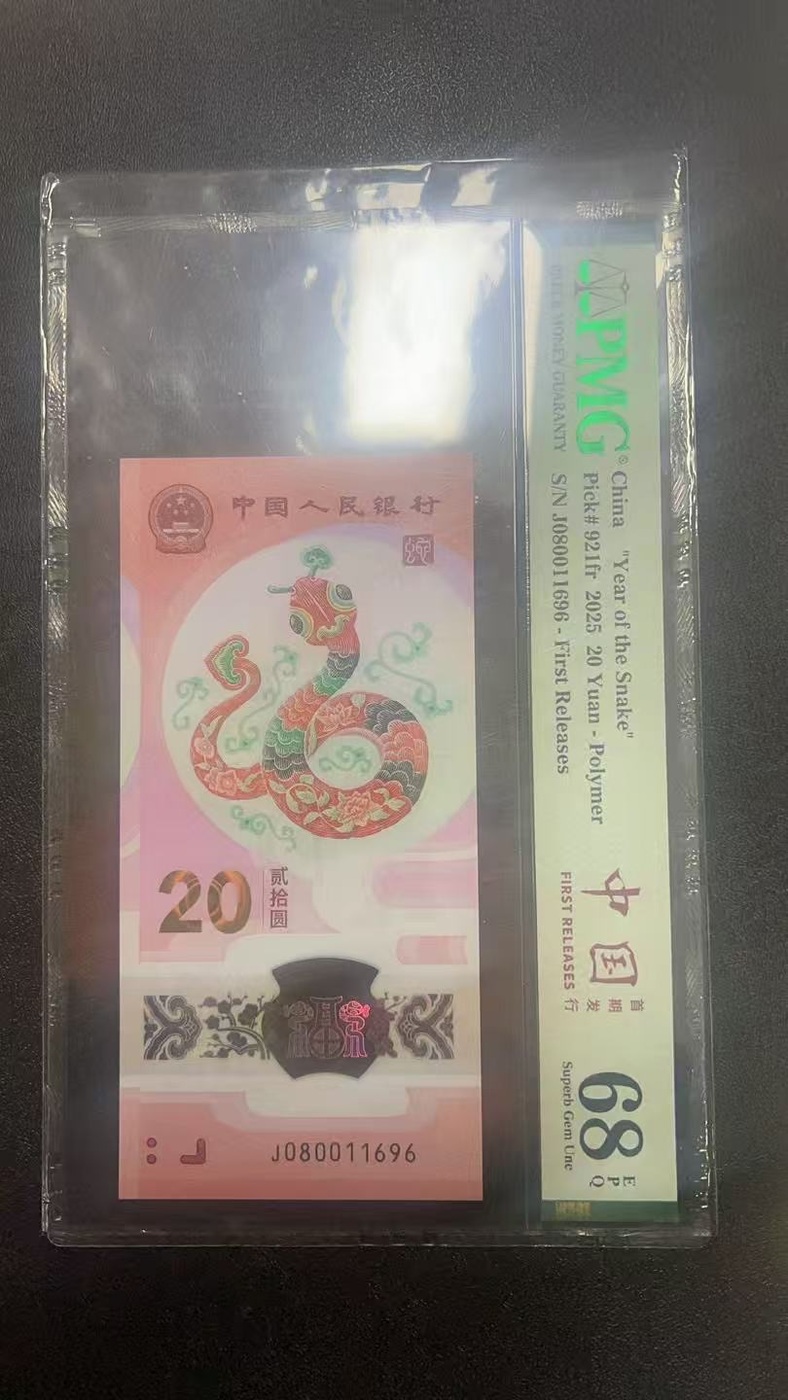 中国人民银行
20
贰拾圆
J080011696
PMG
PAPER MONEY GUARANTY
China "Year of the Snake"
Pick# 921fr 2025 20 Yuan - Polymer
S/N J080011696 - First Releases
中国
首期发行
FIRST RELEASES
68
EPQ
Superb Gem Unc